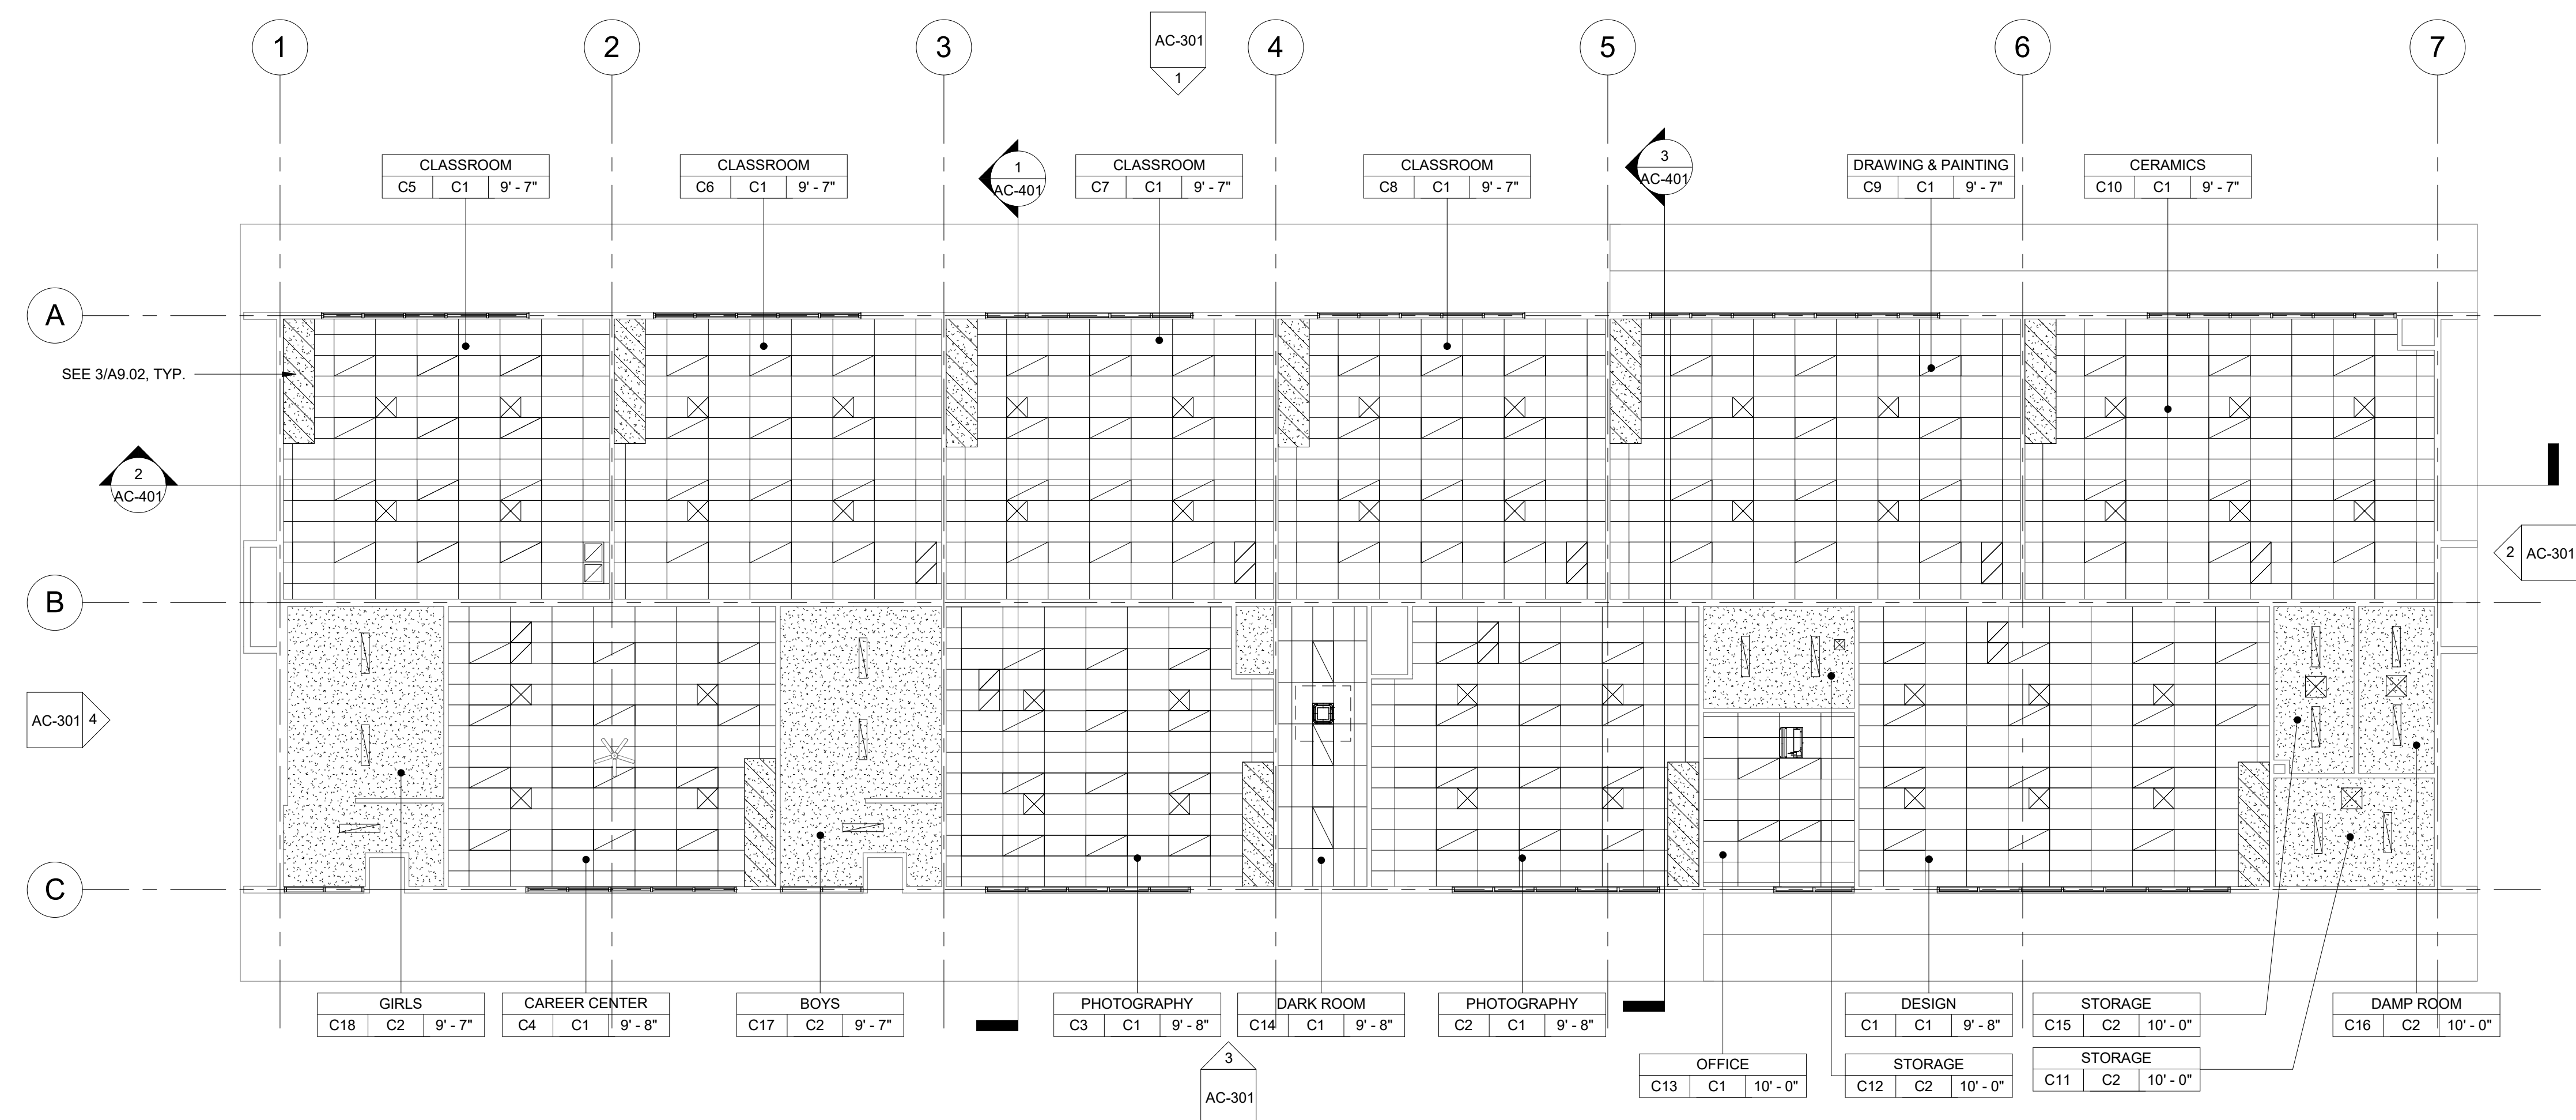 1
2
3
AC-301
1
4
5
6
7
CLASSROOM
C5 C1 9' - 7"
CLASSROOM
C6 C1 9' - 7"
1
AC-401
CLASSROOM
C7 C1 9' - 7"
CLASSROOM
C8 C1 9' - 7"
3
AC-401
DRAWING & PAINTING
C9 C1 9' - 7"
CERAMICS
C10 C1 9' - 7"
A
SEE 3/A9.02, TYP.
2
AC-401
2 AC-301
B
AC-301 4
C
GIRLS
C18 C2 9' - 7"
CAREER CENTER
C4 C1 9' - 8"
BOYS
C17 C2 9' - 7"
PHOTOGRAPHY
C3 C1 9' - 8"
DARK ROOM
C14 C1 9' - 8"
PHOTOGRAPHY
C2 C1 9' - 8"
DESIGN
C1 C1 9' - 8"
STORAGE
C15 C2 10' - 0"
DAMP ROOM
C16 C2 10' - 0"
3
AC-301
OFFICE
C13 C1 10' - 0"
STORAGE
C12 C2 10' - 0"
STORAGE
C11 C2 10' - 0"